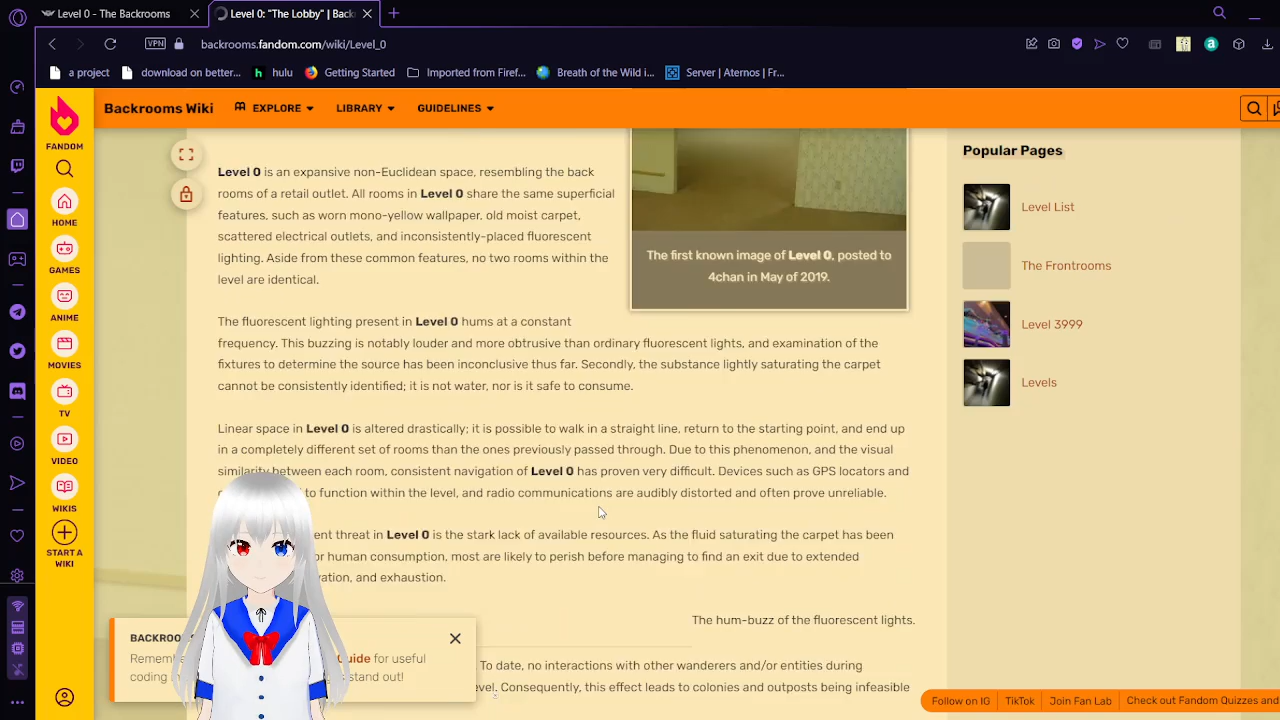 Level 0 - The Backrooms
Level 0: "The Lobby" | Back
backrooms.fandom.com/wiki/Level_0
VPN
a project
download on better...
hulu
Getting Started
Imported from Firef...
Breath of the Wild i...
Server | Aternos | Fr...
Backrooms Wiki
EXPLORE
LIBRARY
GUIDELINES
FANDOM
HOME
GAMES
ANIME
MOVIES
TV
VIDEO
WIKIS
START A
WIKI
Level 0 is an expansive non-Euclidean space, resembling the back
rooms of a retail outlet. All rooms in Level 0 share the same superficial
features, such as worn mono-yellow wallpaper, old moist carpet,
scattered electrical outlets, and inconsistently-placed fluorescent
lighting. Aside from these common features, no two rooms within the
level are identical.
The first known image of Level 0, posted to
4chan in May of 2019.
The fluorescent lighting present in Level 0 hums at a constant
frequency. This buzzing is notably louder and more obtrusive than ordinary fluorescent lights, and examination of the
fixtures to determine the source has been inconclusive thus far. Secondly, the substance lightly saturating the carpet
cannot be consistently identified; it is not water, nor is it safe to consume.
Linear space in Level 0 is altered drastically; it is possible to walk in a straight line, return to the starting point, and end up
in a completely different set of rooms than the ones previously passed through. Due to this phenomenon, and the visual
similarity between each room, consistent navigation of Level 0 has proven very difficult. Devices such as GPS locators and
to function within the level, and radio communications are audibly distorted and often prove unreliable.
threat in Level 0 is the stark lack of available resources. As the fluid saturating the carpet has been
human consumption, most are likely to perish before managing to find an exit due to extended
and exhaustion.
The hum-buzz of the fluorescent lights.
To date, no interactions with other wanderers and/or entities during
Consequently, this effect leads to colonies and outposts being infeasible
BACKROOMS
Guide for useful
coding
stand out!
Popular Pages
Level List
The Frontrooms
Level 3999
Levels
Follow on IG
TikTok
Join Fan Lab
Check out Fandom Quizzes and